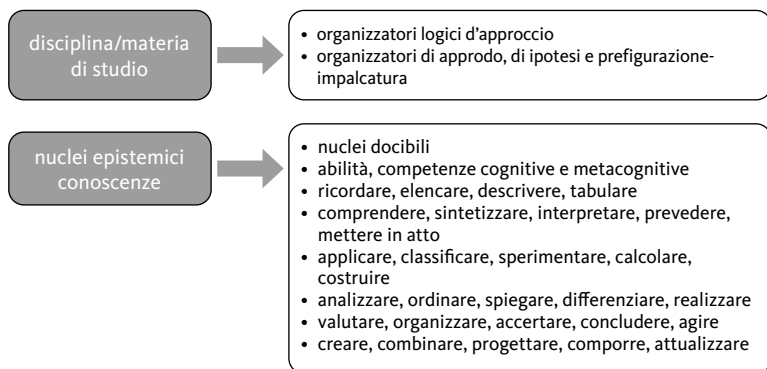 disciplina/materia
di studio
• organizzatori logici d'approccio
• organizzatori di approdo, di ipotesi e prefigurazione-
impalcatura
nuclei epistemici
conoscenze
• nuclei docibili
• abilità, competenze cognitive e metacognitive
• ricordare, elencare, descrivere, tabulare
• comprendere, sintetizzare, interpretare, prevedere,
mettere in atto
• applicare, classificare, sperimentare, calcolare,
costruire
• analizzare, ordinare, spiegare, differenziare, realizzare
• valutare, organizzare, accertare, concludere, agire
• creare, combinare, progettare, comporre, attualizzare